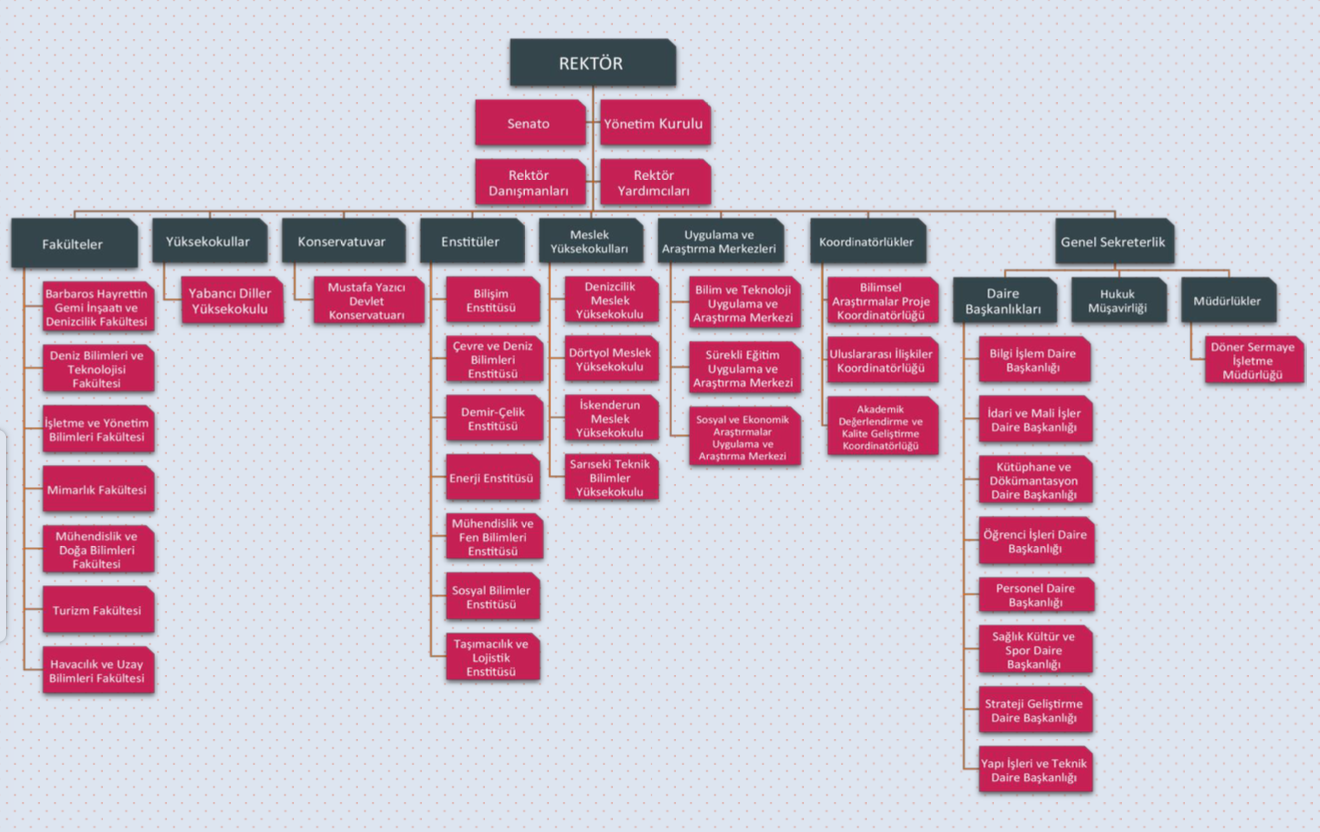 REKTÖR
Senato
Yönetim Kurulu
Rektör
Danışmanları
Rektör
Yardımcıları
Fakülteler
Barbaros Hayrettin
Gemi İnşaatı ve
Denizcilik Fakültesi
Deniz Bilimleri ve
Teknolojisi
Fakültesi
İşletme ve Yönetim
Bilimleri Fakültesi
Mimarlık Fakültesi
Mühendislik ve
Doğa Bilimleri
Fakültesi
Turizm Fakültesi
Havacılık ve Uzay
Bilimleri Fakültesi
Yüksekokullar
Yabancı Diller
Yüksekokulu
Konservatuvar
Mustafa Yazıcı
Devlet
Konservatuarı
Enstitüler
Bilişim
Enstitüsü
Çevre ve Deniz
Bilimleri
Enstitüsü
Demir-Çelik
Enstitüsü
Enerji Enstitüsü
Mühendislik ve
Fen Bilimleri
Enstitüsü
Sosyal Bilimler
Enstitüsü
Taşımacılık ve
Lojistik
Enstitüsü
Meslek
Yüksekokulları
Denizcilik
Meslek
Yüksekokulu
Dörtyol Meslek
Yüksekokulu
İskenderun
Meslek
Yüksekokulu
Sarıseki Teknik
Bilimler
Yüksekokulu
Uygulama ve
Araştırma Merkezleri
Bilim ve Teknoloji
Uygulama ve
Araştırma Merkezi
Sürekli Eğitim
Uygulama ve
Araştırma Merkezi
Sosyal ve Ekonomik
Araştırmalar
Uygulama ve
Araştırma Merkezi
Koordinatörlükler
Bilimsel
Araştırmalar Proje
Koordinatörlüğü
Uluslararası İlişkiler
Koordinatörlüğü
Akademik
Değerlendirme ve
Kalite Geliştirme
Koordinatörlüğü
Genel Sekreterlik
Daire
Başkanlıkları
Bilgi İşlem Daire
Başkanlığı
İdari ve Mali İşler
Daire Başkanlığı
Kütüphane ve
Dökümantasyon
Daire Başkanlığı
Öğrenci İşleri Daire
Başkanlığı
Personel Daire
Başkanlığı
Sağlık Kültür ve
Spor Daire
Başkanlığı
Strateji Geliştirme
Daire Başkanlığı
Yapı İşleri ve Teknik
Daire Başkanlığı
Hukuk
Müşavirliği
Müdürlükler
Döner Sermaye
İşletme
Müdürlüğü